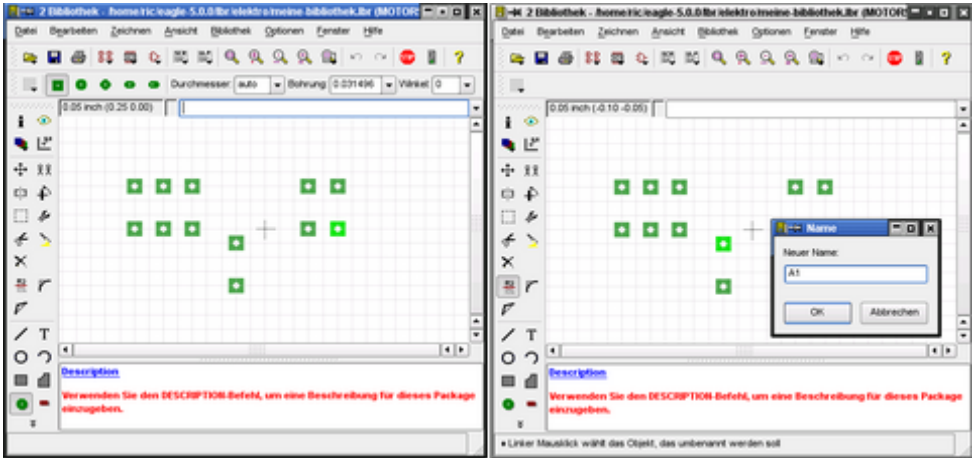 2 Bibliothek - /home/ric/eagle-5.0.0/lbr/elektro/meine-bibliothek.lbr (MOTOR
Datei Bearbeiten Zeichnen Ansicht Bibliothek Optionen Fenster Hilfe
STOP ?
Durchmesser: auto Bohrung: 0.031496 Winkel: 0
0.05 inch (0.25 0.00)
Description
Verwenden Sie den DESCRIPTION-Befehl, um eine Beschreibung für dieses Package
einzugeben.
2 Bibliothek - /home/ric/eagle-5.0.0/lbr/elektro/meine-bibliothek.lbr (MOTOR
Datei Bearbeiten Zeichnen Ansicht Bibliothek Optionen Fenster Hilfe
STOP ?
0.05 inch (-0.10 -0.05)
Name
Neuer Name:
A1
OK Abbrechen
Description
Verwenden Sie den DESCRIPTION-Befehl, um eine Beschreibung für dieses Package
einzugeben.
Linker Mausklick wählt das Objekt, das umbenannt werden soll